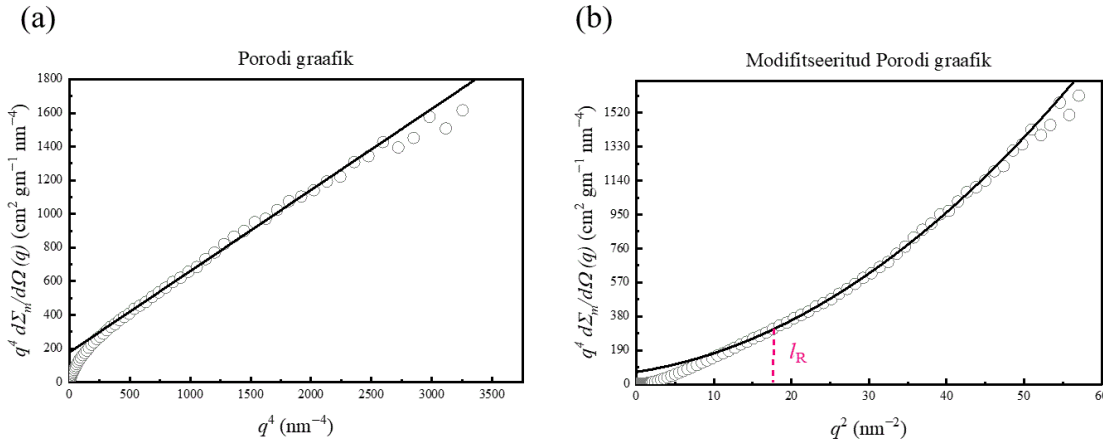 (a)
Porodi graafik
1800
1600
1400
1200
1000
800
600
400
200
0
0 500 1000 1500 2000 2500 3000 3500
q⁴ dΣₘ/dΩ (q) (cm² gm⁻¹ nm⁻⁴)
q⁴ (nm⁻⁴)
(b)
Modifitseeritud Porodi graafik
1520
1330
1140
950
760
570
380
190
0
0 10 20 30 40 50 60
q⁴ dΣₘ/dΩ (q) (cm² gm⁻¹ nm⁻⁴)
q² (nm⁻²)
l_R